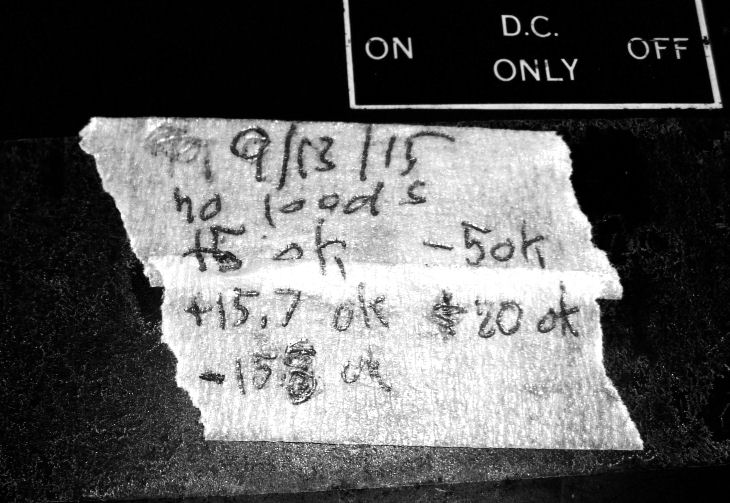 ON D.C. OFF
ONLY
9/13/15
no loads
+5 ok -5 ok
+15.7 ok +20 ok
-15.8 ok